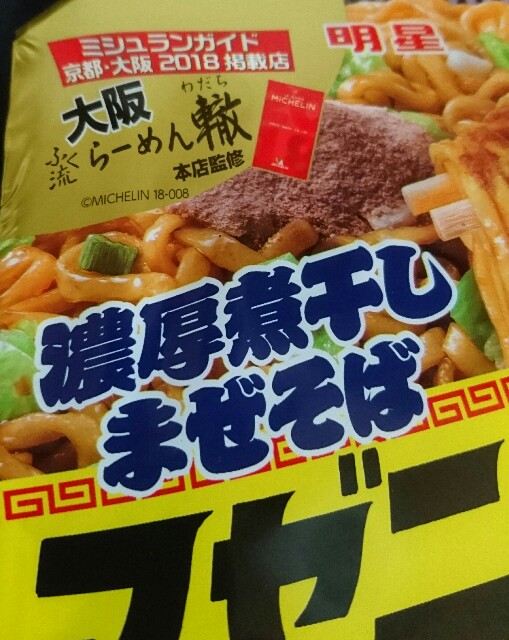 ミシュランガイド
京都・大阪 2018 掲載店
明星
大阪
わだち
ふく流
らーめん轍
本店監修
MICHELIN
©MICHELIN 18-008
濃厚煮干し
まぜそば